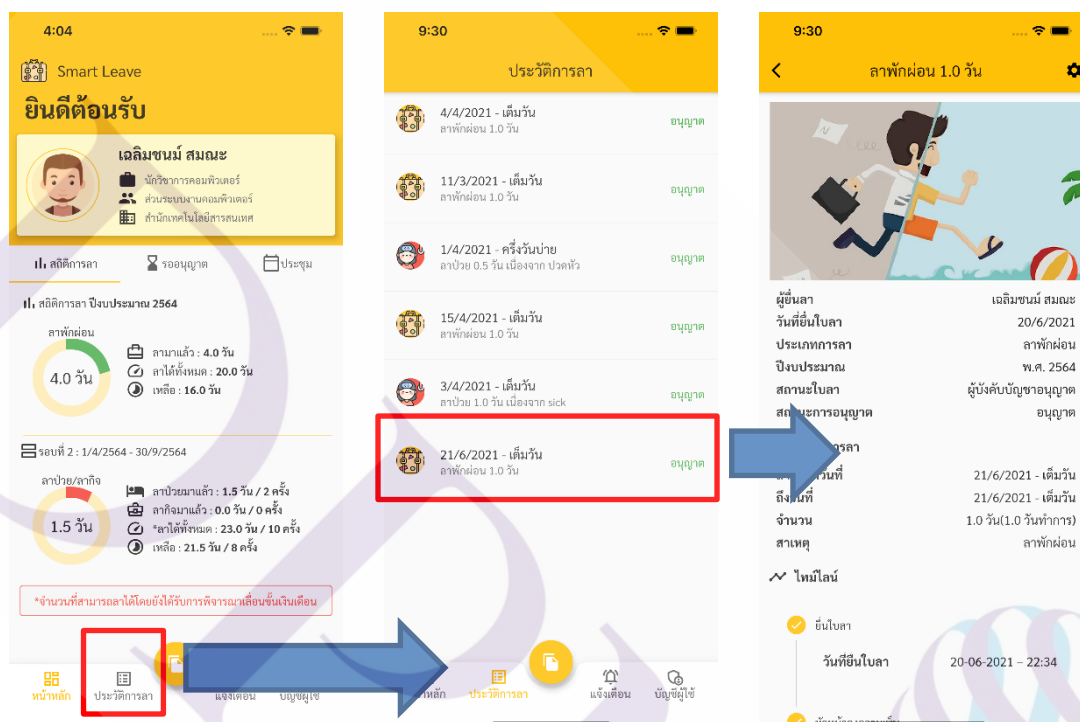 4:04
Smart Leave
ยินดีต้อนรับ
เฉลิมชนม์ สมณะ
นักวิชาการคอมพิวเตอร์
ส่วนระบบงานคอมพิวเตอร์
สำนักเทคโนโลยีสารสนเทศ
สถิติการลา
รออนุญาต
ประชุม
สถิติการลา ปีงบประมาณ 2564
ลาพักผ่อน
4.0 วัน
ลามาแล้ว : 4.0 วัน
ลาได้ทั้งหมด : 20.0 วัน
เหลือ : 16.0 วัน
รอบที่ 2 : 1/4/2564 - 30/9/2564
ลาป่วย/ลากิจ
1.5 วัน
ลาป่วยมาแล้ว : 1.5 วัน / 2 ครั้ง
ลากิจมาแล้ว : 0.0 วัน / 0 ครั้ง
*ลาได้ทั้งหมด : 23.0 วัน / 10 ครั้ง
เหลือ : 21.5 วัน / 8 ครั้ง
*จำนวนที่สามารถลาได้โดยยังได้รับการพิจารณาเลื่อนขั้นเงินเดือน
หน้าหลัก
ประวัติการลา
แจ้งเตือน
บัญชีผู้ใช้
9:30
ประวัติการลา
4/4/2021 - เต็มวัน
ลาพักผ่อน 1.0 วัน
อนุญาต
11/3/2021 - เต็มวัน
ลาพักผ่อน 1.0 วัน
อนุญาต
1/4/2021 - ครึ่งวันบ่าย
ลาป่วย 0.5 วัน เนื่องจาก ปวดหัว
อนุญาต
15/4/2021 - เต็มวัน
ลาพักผ่อน 1.0 วัน
อนุญาต
3/4/2021 - เต็มวัน
ลาป่วย 1.0 วัน เนื่องจาก sick
อนุญาต
21/6/2021 - เต็มวัน
ลาพักผ่อน 1.0 วัน
อนุญาต
ประวัติการลา
แจ้งเตือน
บัญชีผู้ใช้
9:30
ลาพักผ่อน 1.0 วัน
ผู้ยื่นลา เฉลิมชนม์ สมณะ
วันที่ยื่นใบลา 20/6/2021
ประเภทการลา ลาพักผ่อน
ปีงบประมาณ พ.ศ. 2564
สถานะใบลา ผู้บังคับบัญชาอนุญาต
สถานะการอนุญาต อนุญาต
21/6/2021 - เต็มวัน
ถึงวันที่ 21/6/2021 - เต็มวัน
จำนวน 1.0 วัน(1.0 วันทำการ)
สาเหตุ ลาพักผ่อน
ไทม์ไลน์
ยื่นใบลา
วันที่ยืนใบลา 20-06-2021 – 22:34